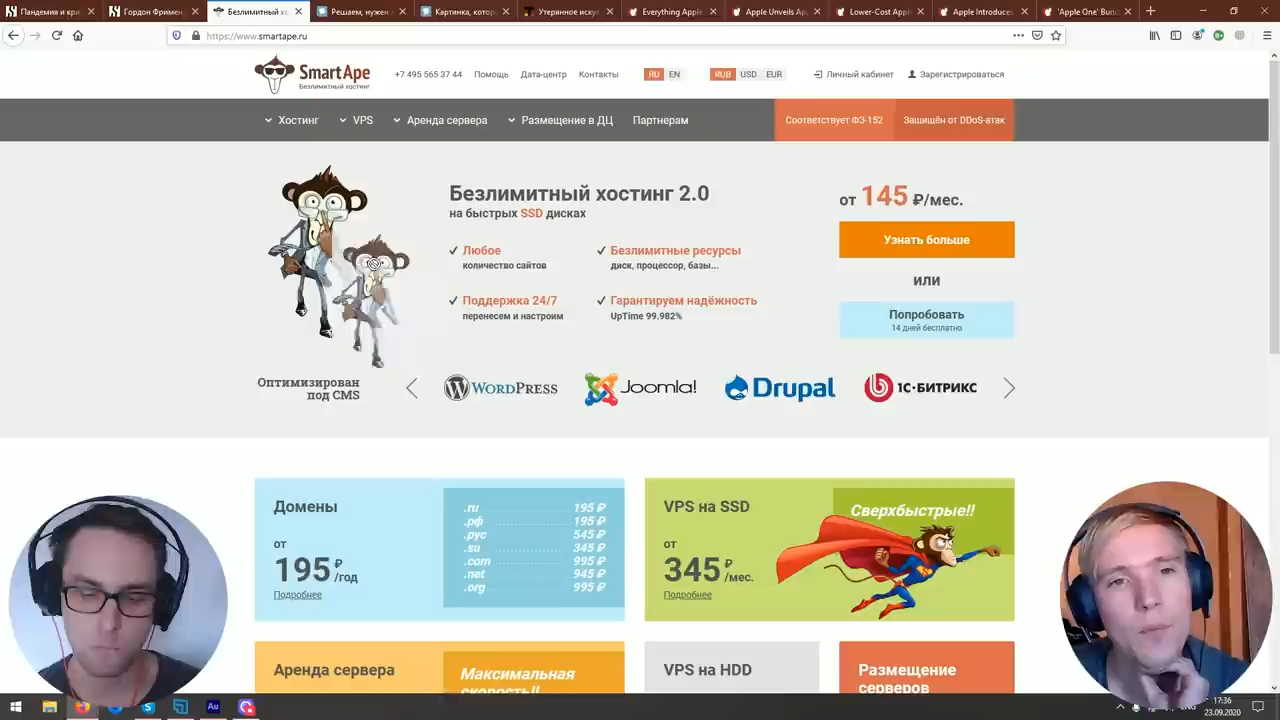 Пандемия и кри
Гордон Фримен
Безлимитный хо
Решаем, нужен
Картинка, котор
Утерянное искус
Everything Apple
Apple Unveils Ap
Lower-Cost Appl
Apple Introduces
'Apple One' Bun
https://www.smartape.ru
SmartApe
Безлимитный хостинг
+7 495 565 37 44
Помощь
Дата-центр
Контакты
RU EN
RUB USD EUR
Личный кабинет
Зарегистрироваться
Хостинг
VPS
Аренда сервера
Размещение в ДЦ
Партнерам
Соответствует ФЗ-152
Защищён от DDoS-атак
Безлимитный хостинг 2.0
на быстрых SSD дисках
Любое
количество сайтов
Безлимитные ресурсы
диск, процессор, базы...
Поддержка 24/7
перенесем и настроим
Гарантируем надёжность
UpTime 99.982%
от 145 ₽/мес.
Узнать больше
или
Попробовать
14 дней бесплатно
Оптимизирован
под CMS
WORDPRESS
Joomla!
Drupal
1С·БИТРИКС
Домены
от
195 ₽/год
Подробнее
.ru 195 ₽
.рф 195 ₽
.рус 545 ₽
.su 345 ₽
.com 995 ₽
.net 945 ₽
.org 995 ₽
VPS на SSD
Сверхбыстрые!!
от
345 ₽/мес.
Подробнее
Аренда сервера
Максимальная
скорость!!
VPS на HDD
Размещение
серверов
Au
17:36
23.09.2020